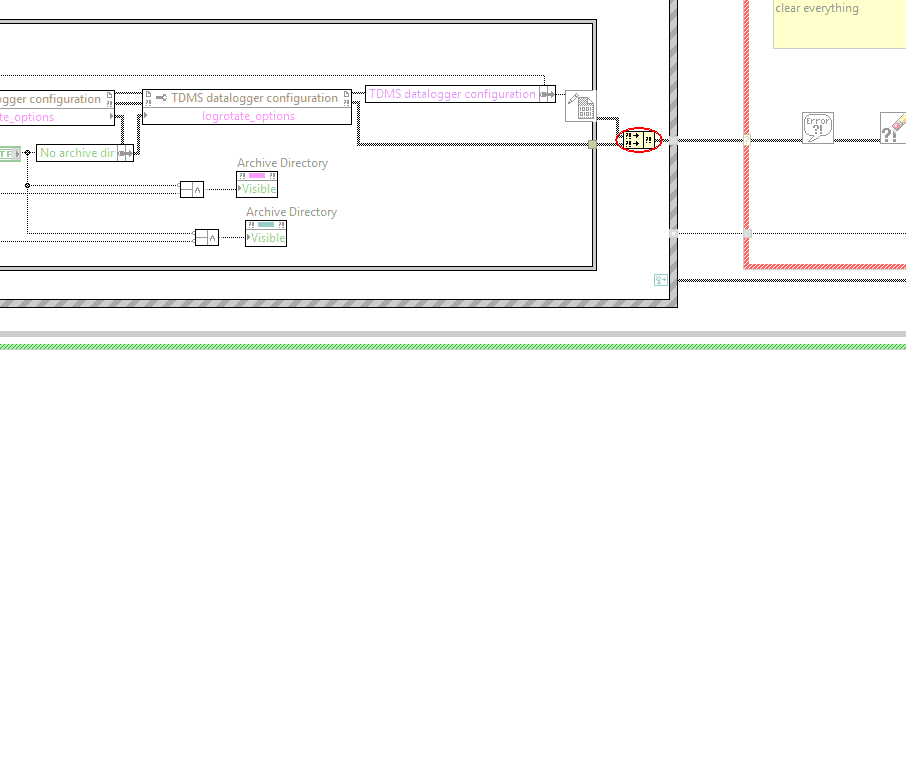 clear everything
ogger configuration
te_options
TDMS datalogger configuration
logrotate_options
TDMS datalogger configuration
Error
?!
TF
No archive dir
Archive Directory
Visible
A
Archive Directory
Visible
A